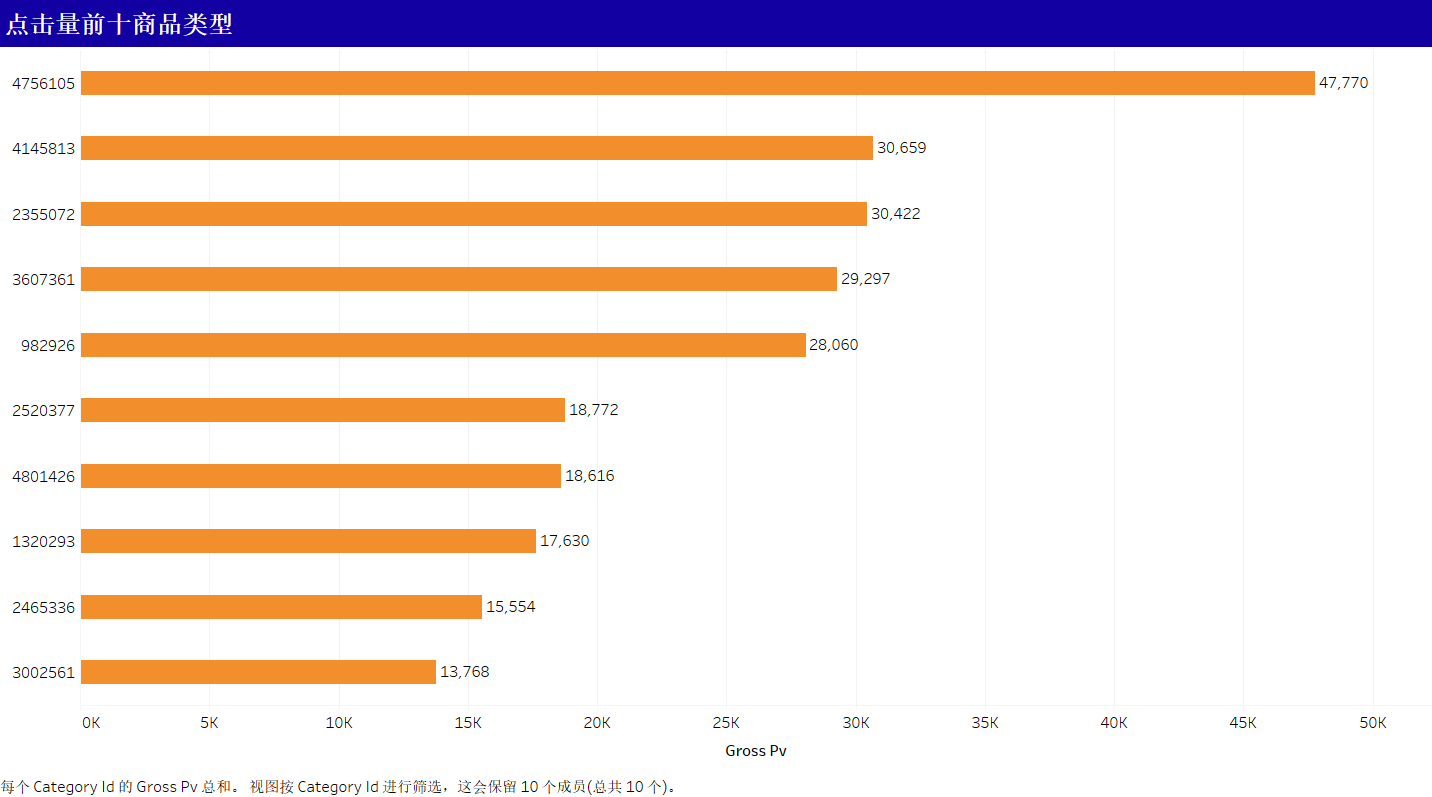 点击量前十商品类型
4756105 47,770
4145813 30,659
2355072 30,422
3607361 29,297
982926 28,060
2520377 18,772
4801426 18,616
1320293 17,630
2465336 15,554
3002561 13,768
0K 5K 10K 15K 20K 25K 30K 35K 40K 45K 50K
Gross Pv
每个 Category Id 的 Gross Pv 总和。 视图按 Category Id 进行筛选，这会保留 10 个成员(总共 10 个)。